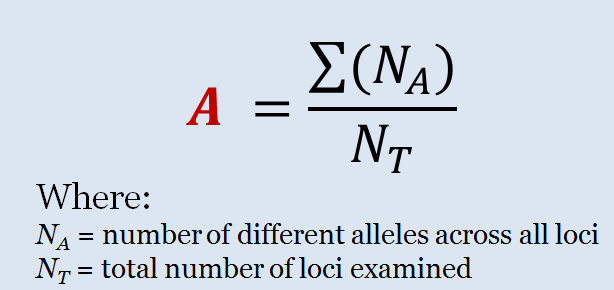 A = ∑(N_A) / N_T
Where:
N_A = number of different alleles across all loci
N_T = total number of loci examined